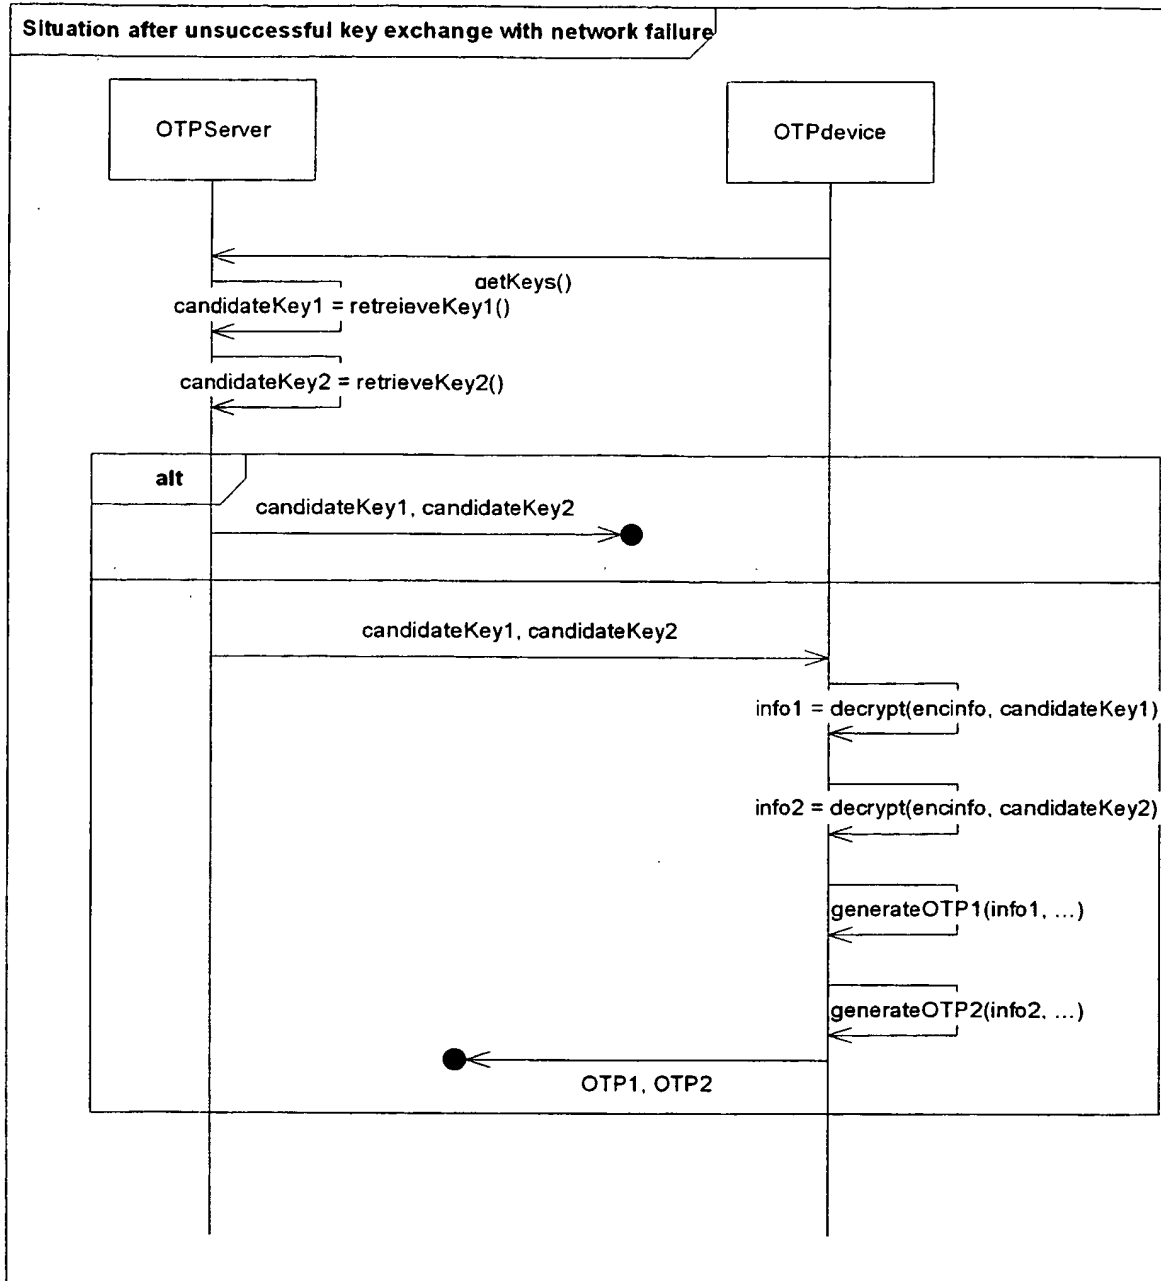 Situation after unsuccessful key exchange with network failure
OTPServer
OTPdevice
getKeys()
candidateKey1 = retreieveKey1()
candidateKey2 = retrieveKey2()
alt
candidateKey1, candidateKey2
candidateKey1, candidateKey2
info1 = decrypt(encinfo, candidateKey1)
info2 = decrypt(encinfo, candidateKey2)
generateOTP1(info1, ...)
generateOTP2(info2, ...)
OTP1, OTP2